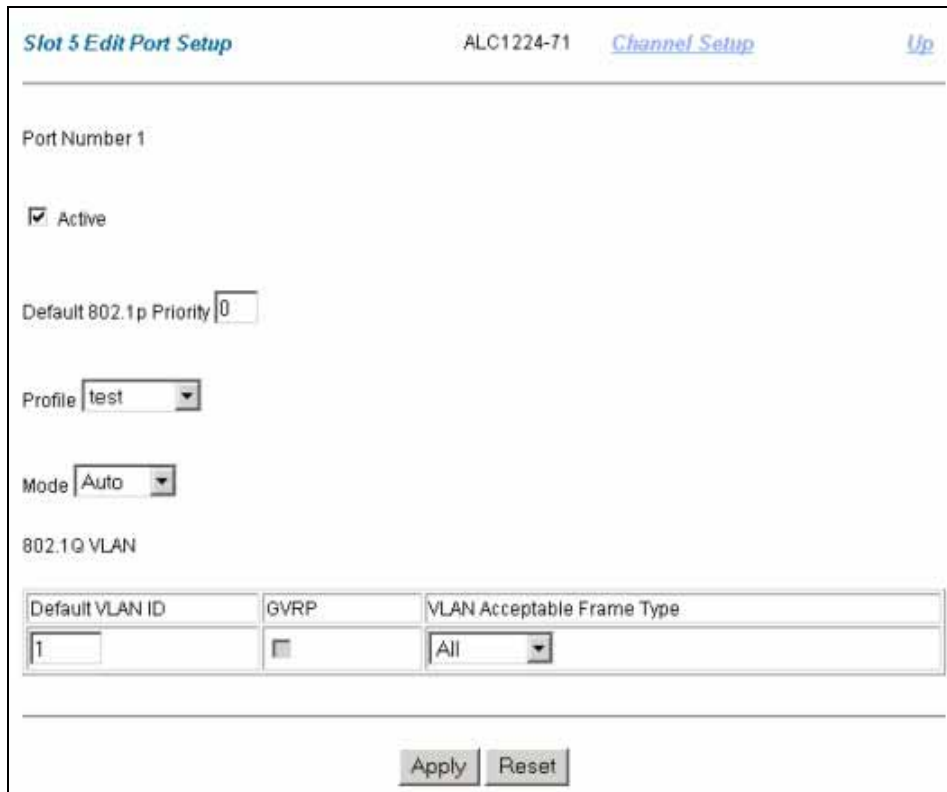 Slot 5 Edit Port Setup ALC1224-71 Channel Setup Up
Port Number 1
Active
Default 802.1p Priority 0
Profile test
Mode Auto
802.1Q VLAN
Default VLAN ID GVRP VLAN Acceptable Frame Type
1 All
Apply Reset